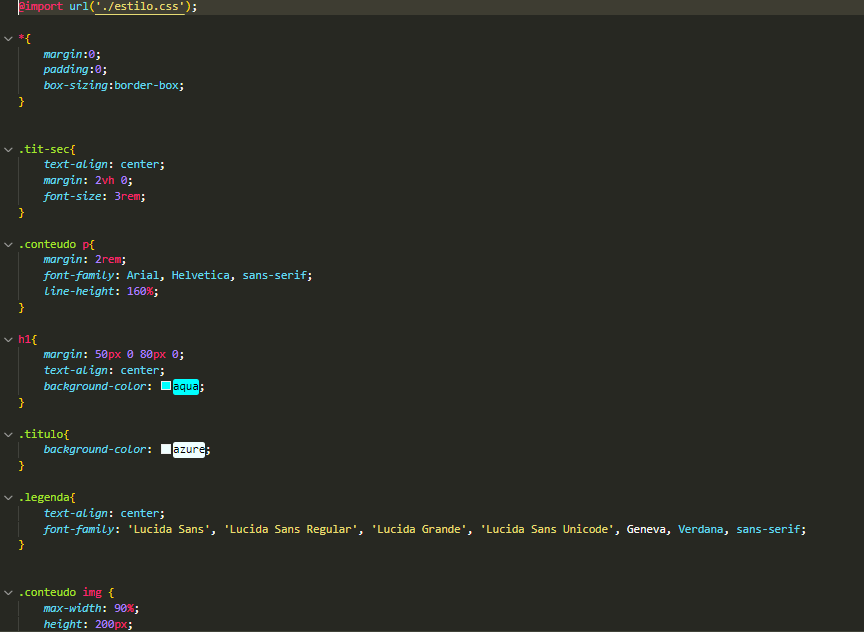 @import url('./estilo.css');
*{
margin:0;
padding:0;
box-sizing:border-box;
}
.tit-sec{
text-align: center;
margin: 2vh 0;
font-size: 3rem;
}
.conteudo p{
margin: 2rem;
font-family: Arial, Helvetica, sans-serif;
line-height: 160%;
}
h1{
margin: 50px 0 80px 0;
text-align: center;
background-color: aqua;
}
.titulo{
background-color: azure;
}
.legenda{
text-align: center;
font-family: 'Lucida Sans', 'Lucida Sans Regular', 'Lucida Grande', 'Lucida Sans Unicode', Geneva, Verdana, sans-serif;
}
.conteudo img {
max-width: 90%;
height: 200px;